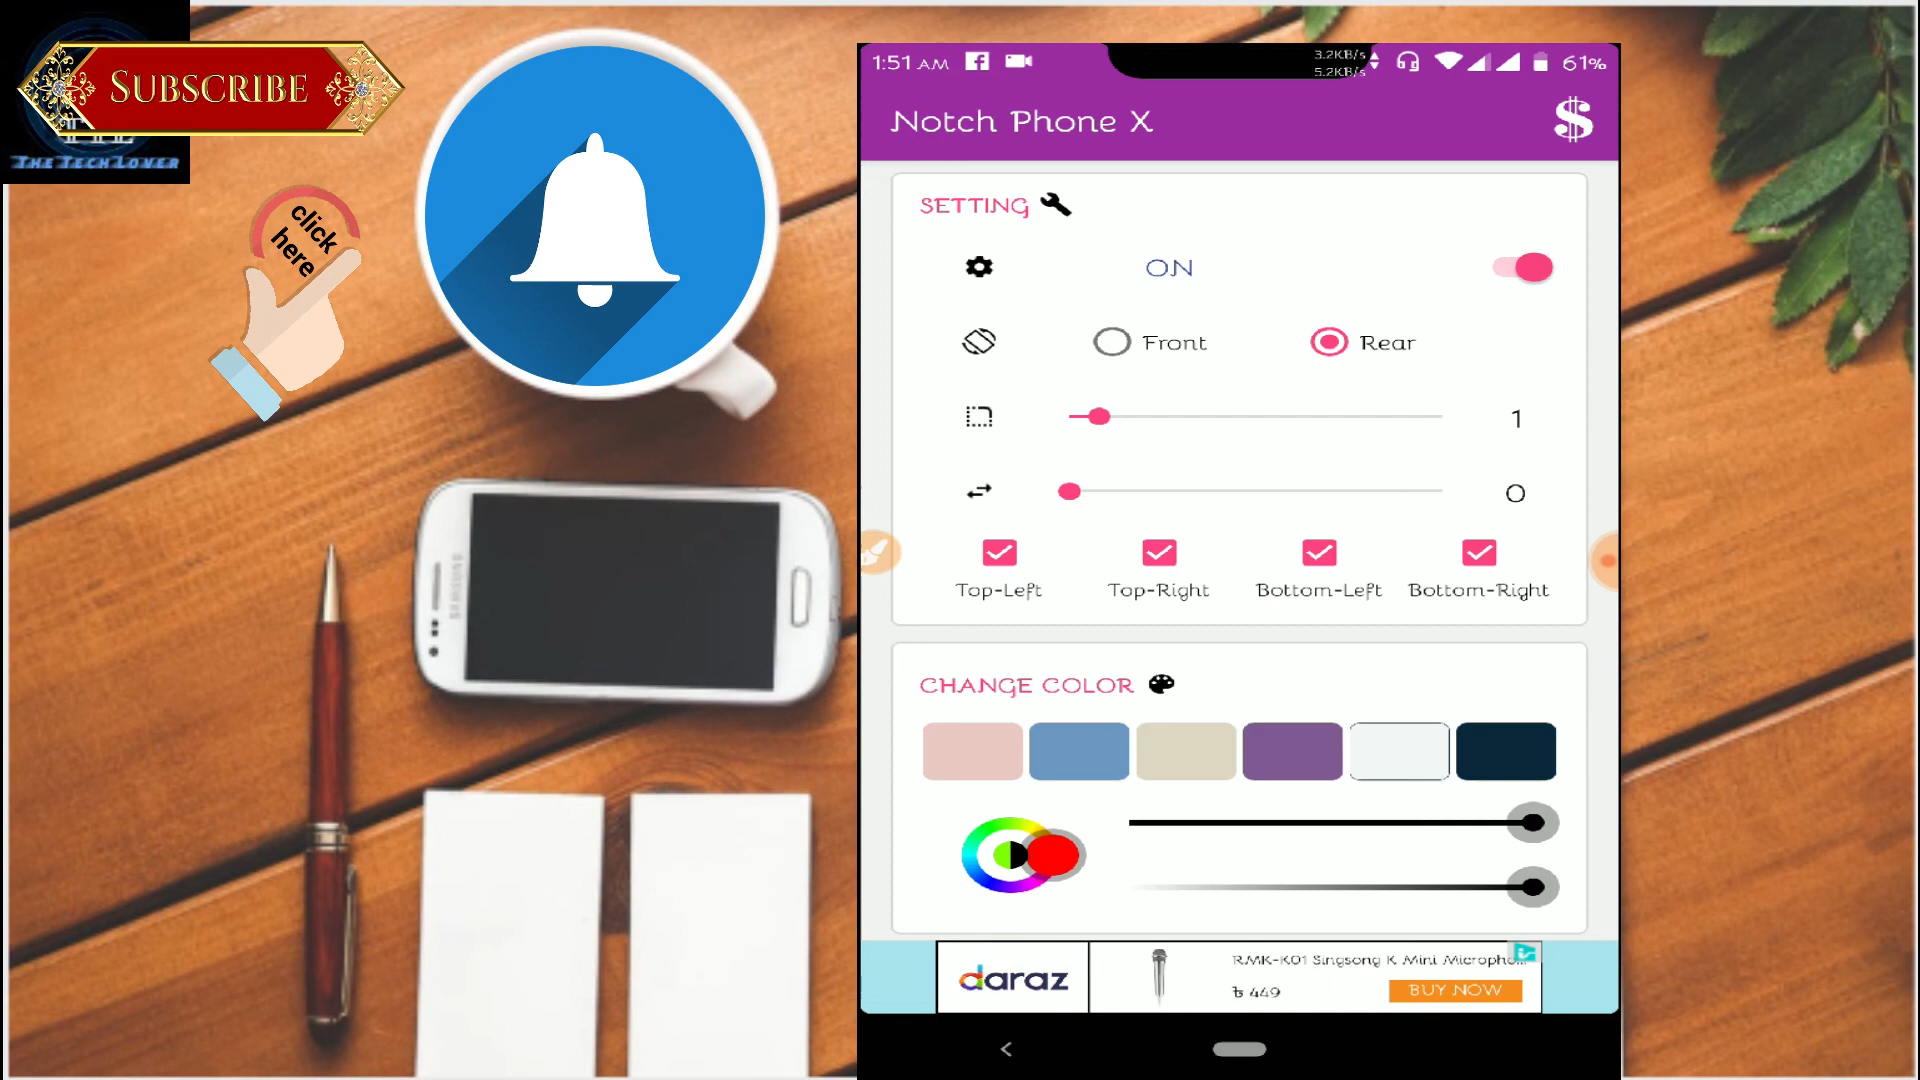 SUBSCRIBE
THE TECH LOVER
click
here
SAMSUNG
1:51 AM
3.2KB/s
5.2KB/s
61%
Notch Phone X
SETTING
ON
Front
Rear
1
0
Top-Left
Top-Right
Bottom-Left
Bottom-Right
CHANGE COLOR
daraz
RMK-K01 Singsong K Mini Micropho...
৳ 449
BUY NOW